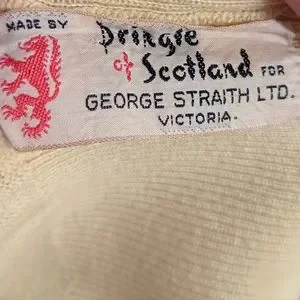 MADE BY
Pringle
of Scotland FOR
GEORGE STRAITH LTD.
VICTORIA.